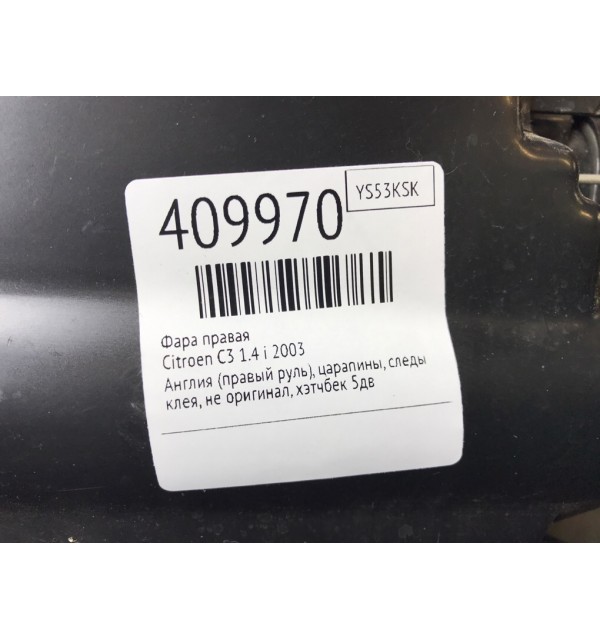 409970
YS53KSK
Фара правая
Citroen C3 1.4 i 2003
Англия (правый руль), царапины, следы
клея, не оригинал, хэтчбек 5дв